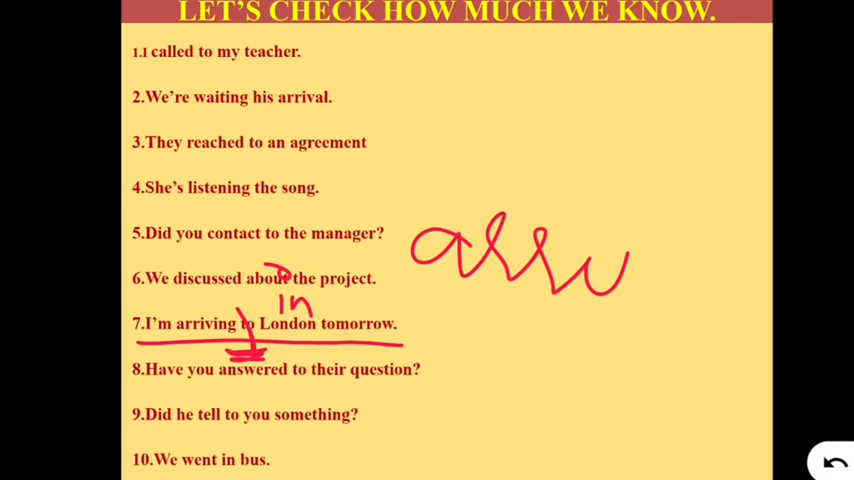 LET'S CHECK HOW MUCH WE KNOW.
1.I called to my teacher.
2.We're waiting his arrival.
3.They reached to an agreement
4.She's listening the song.
5.Did you contact to the manager?
6.We discussed about the project.
in
7.I'm arriving to London tomorrow.
8.Have you answered to their question?
9.Did he tell to you something?
10.We went in bus.